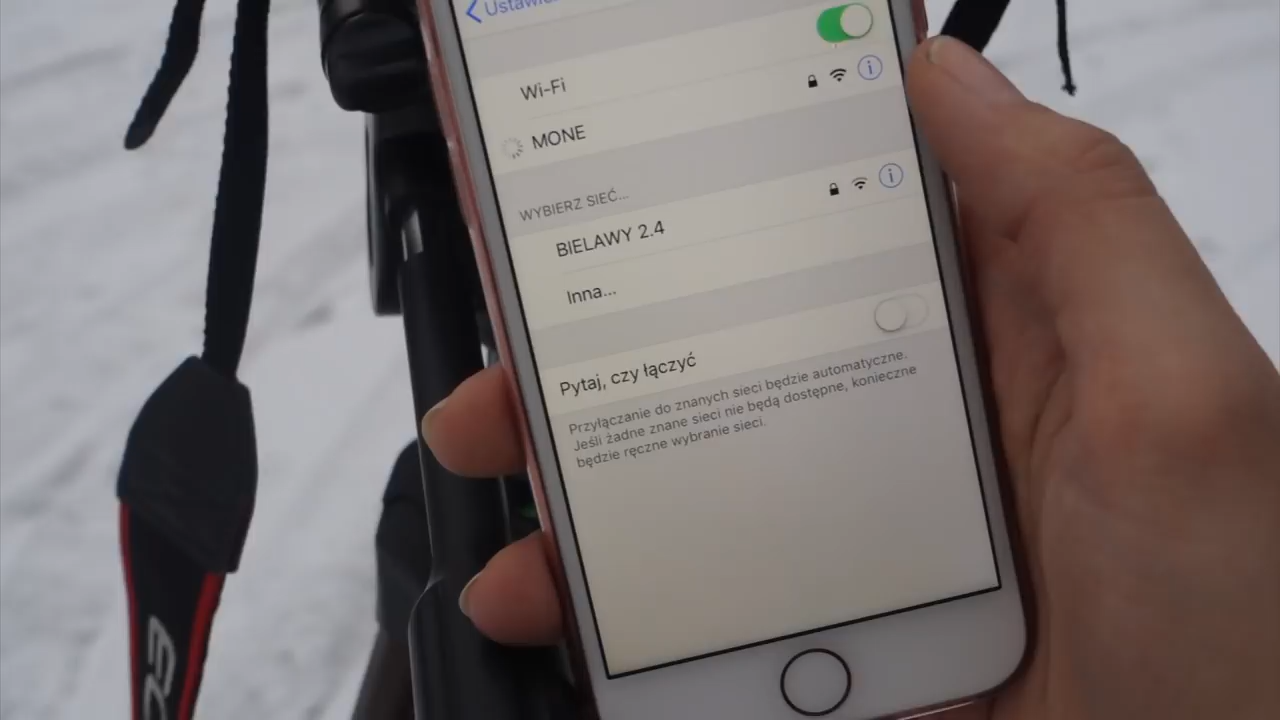 Wi-Fi
MONE
WYBIERZ SIEĆ...
BIELAWY 2.4
Inna...
Pytaj, czy łączyć
Przyłączanie do znanych sieci będzie automatyczne.
Jeśli żadne znane sieci nie będą dostępne, konieczne
będzie ręczne wybranie sieci.